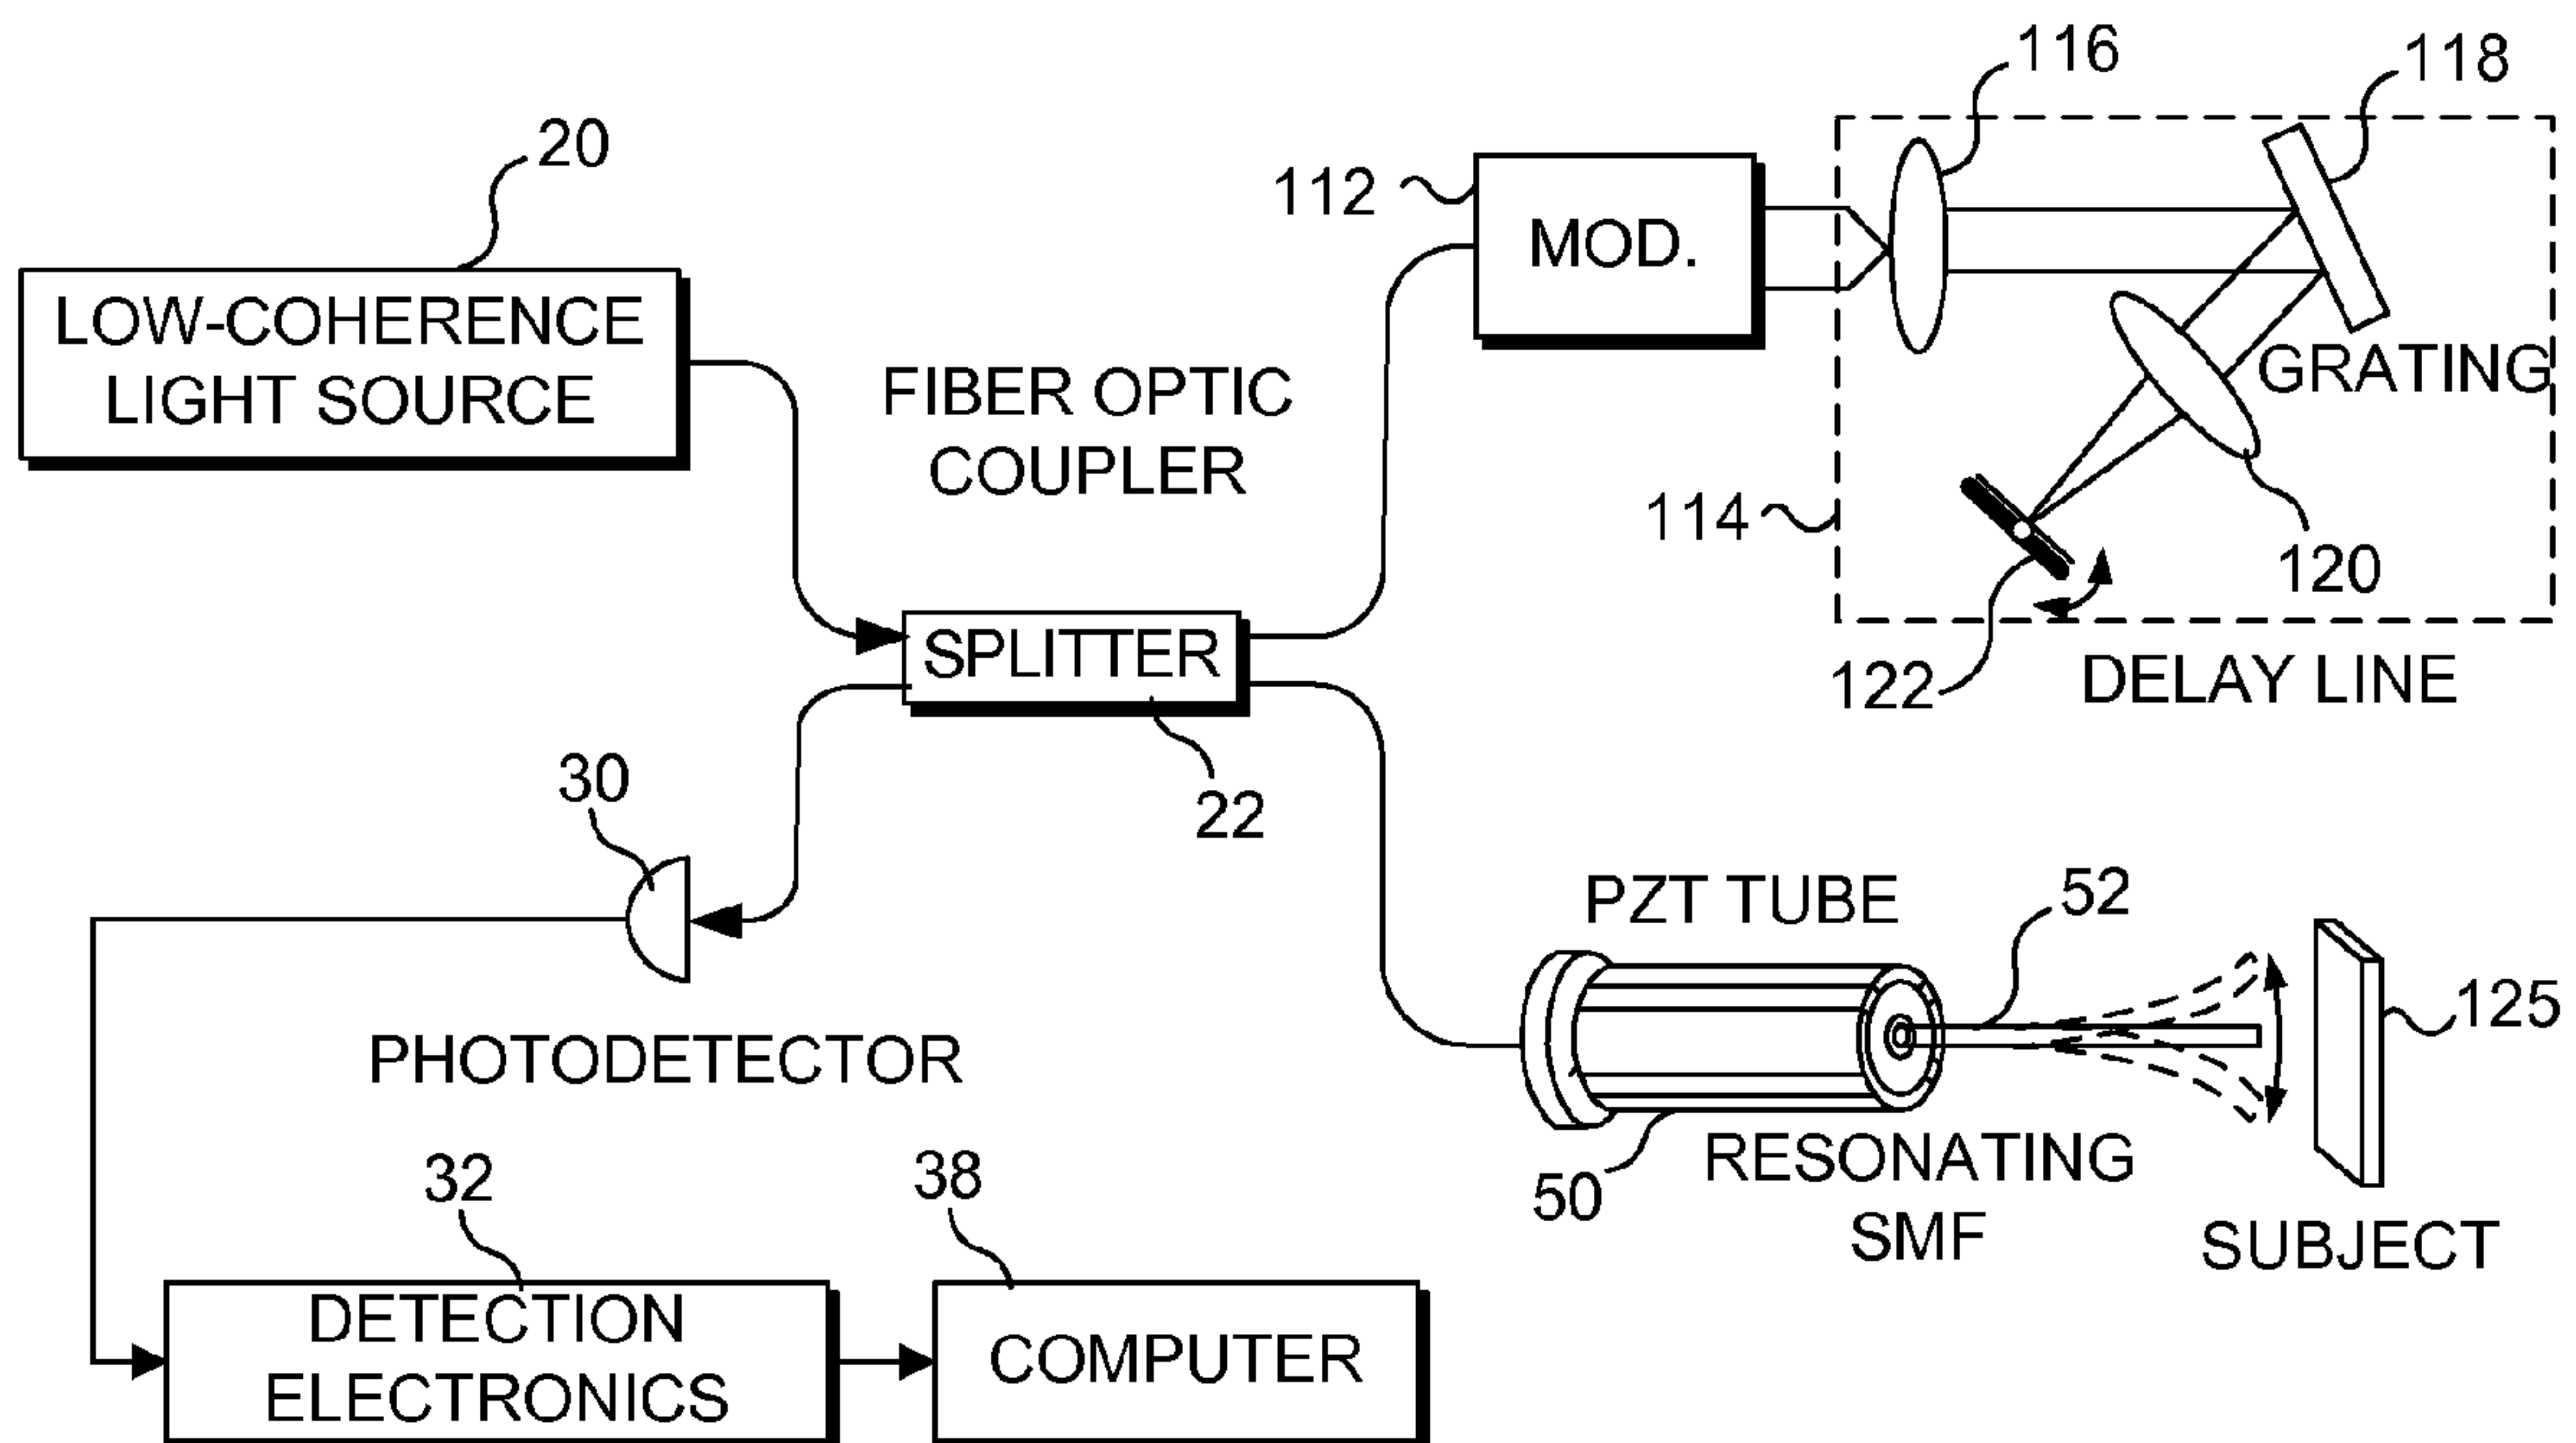 116
118
20
112
LOW-COHERENCE
LIGHT SOURCE
MOD.
FIBER OPTIC
COUPLER
GRATING
114
120
SPLITTER
122
DELAY LINE
30
22
PZT TUBE
52
125
PHOTODETECTOR
RESONATING
SMF
50
SUBJECT
32
38
DETECTION
ELECTRONICS
COMPUTER